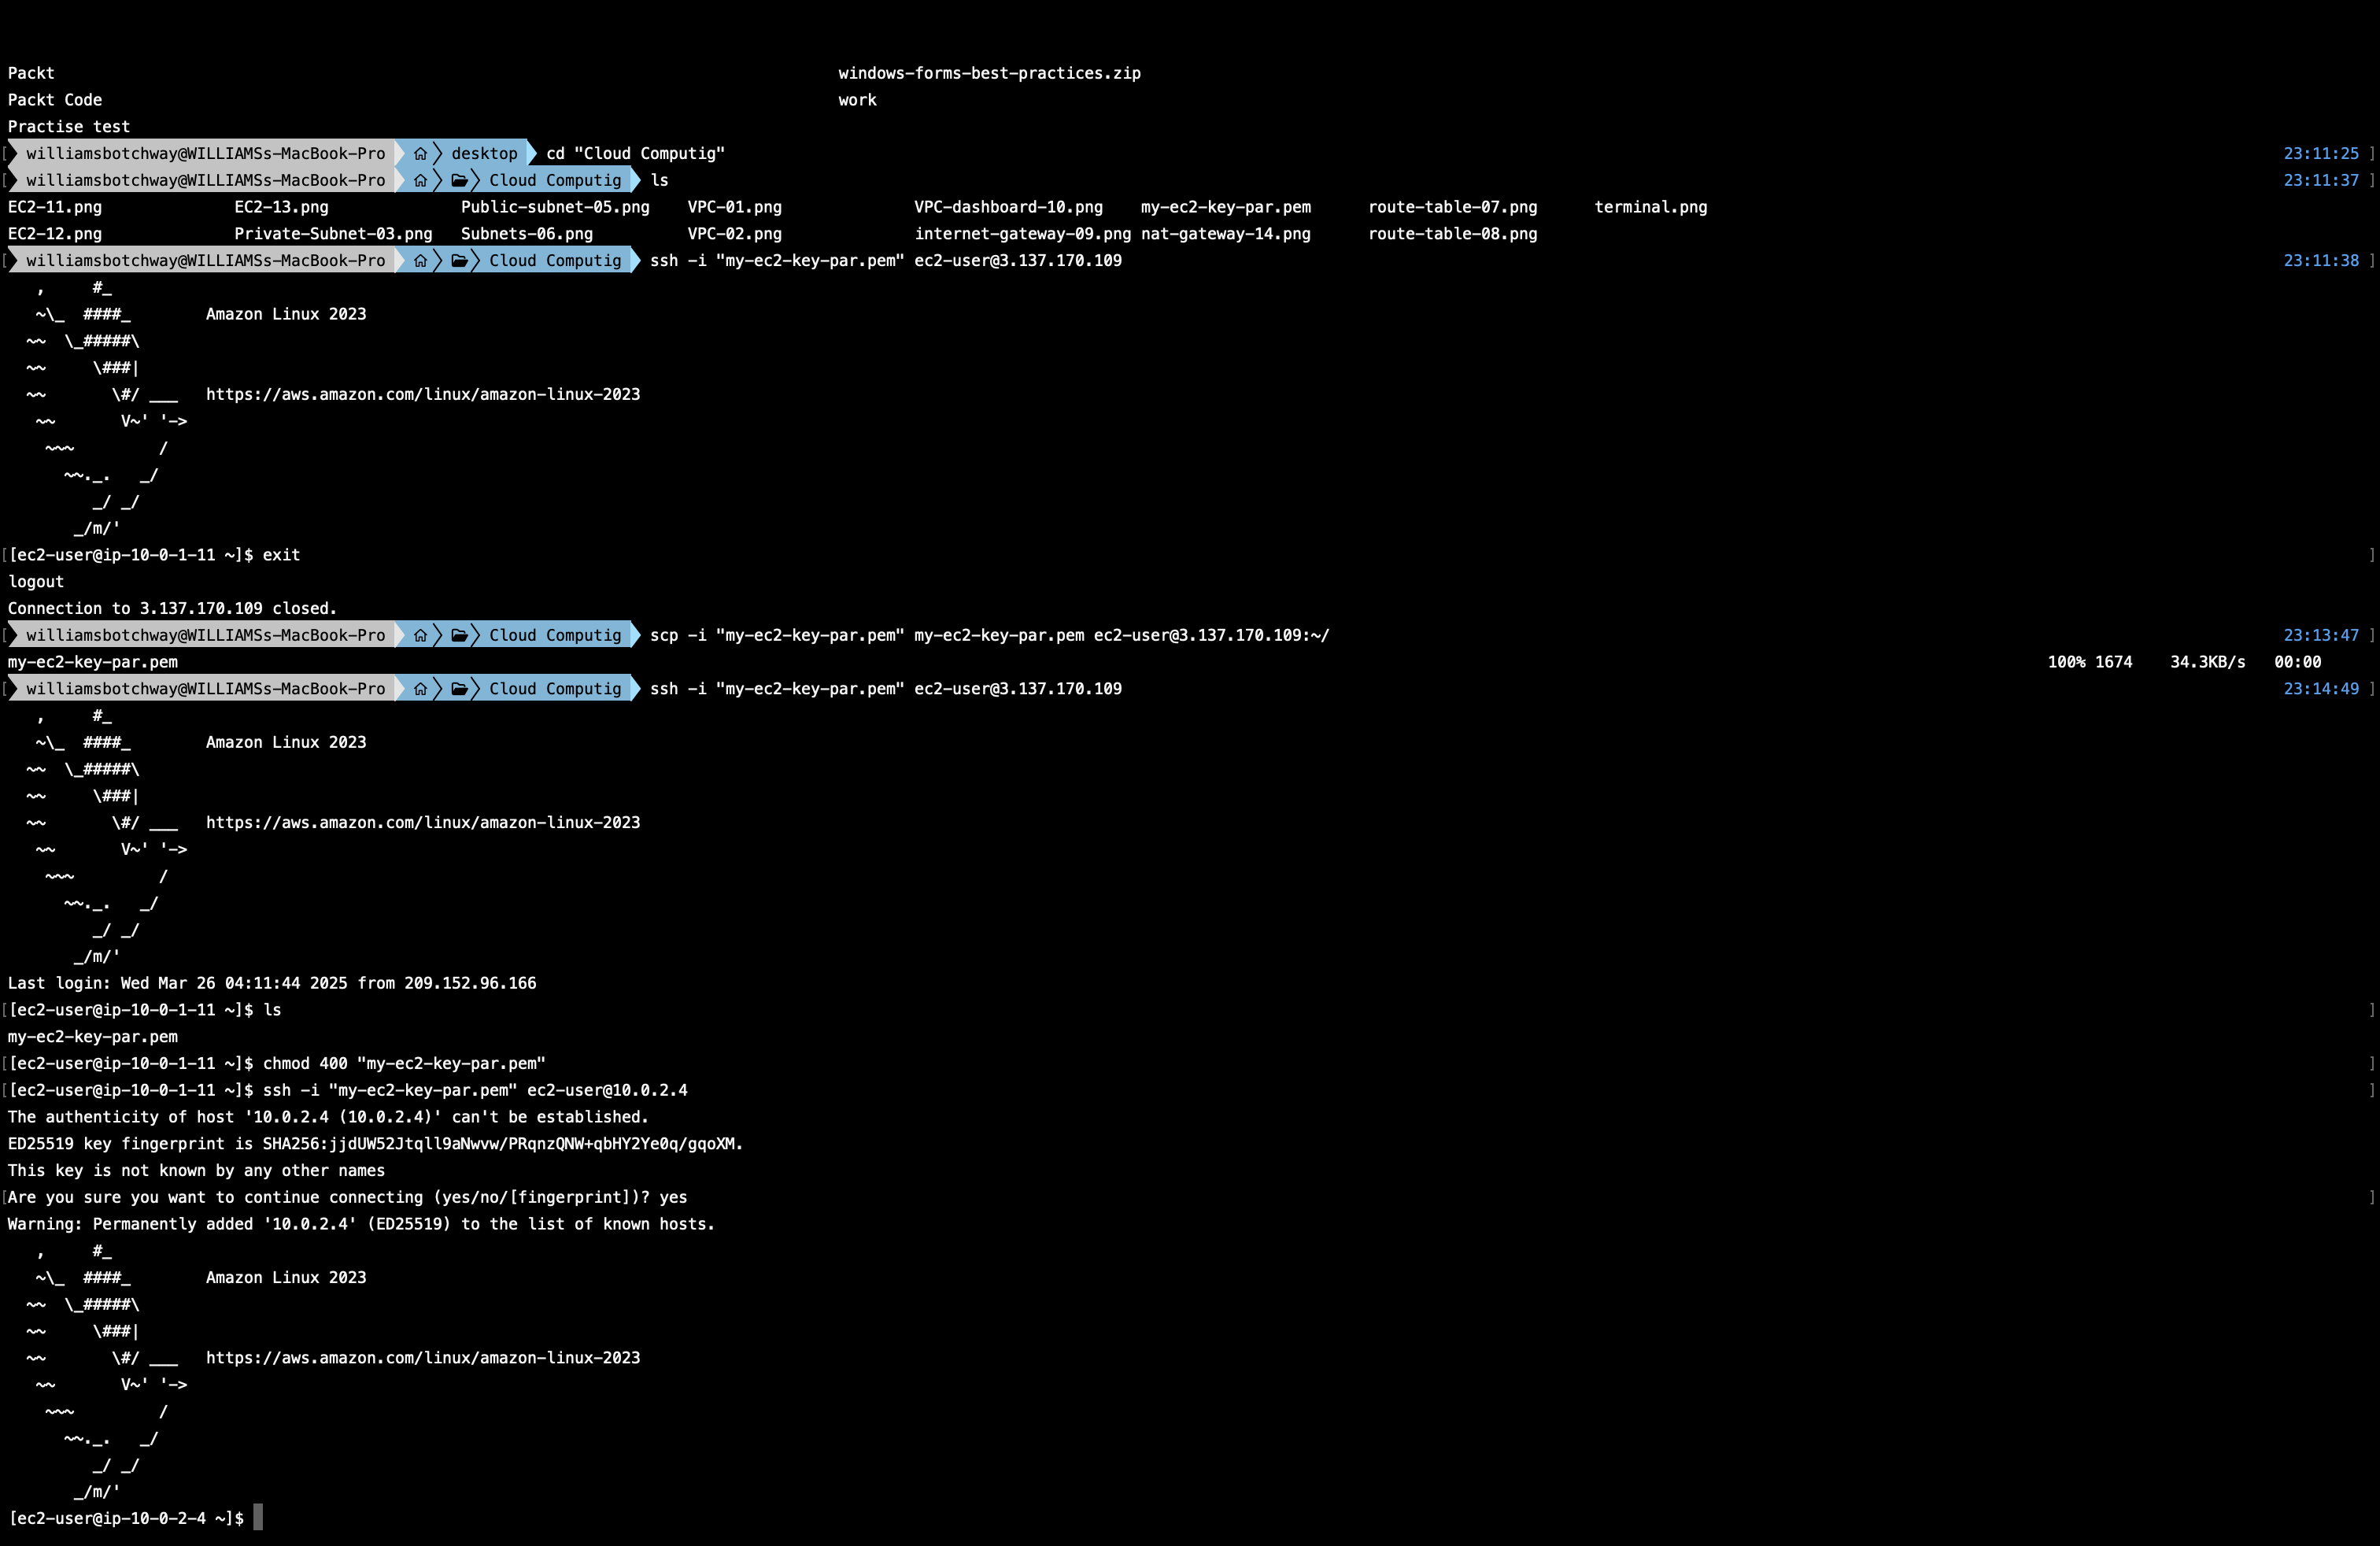 Packt windows-forms-best-practices.zip
Packt Code work
Practise test
[ williamsbotchway@WILLIAMSs-MacBook-Pro desktop cd "Cloud Computig" 23:11:25 ]
[ williamsbotchway@WILLIAMSs-MacBook-Pro Cloud Computig ls 23:11:37 ]
EC2-11.png EC2-13.png Public-subnet-05.png VPC-01.png VPC-dashboard-10.png my-ec2-key-par.pem route-table-07.png terminal.png
EC2-12.png Private-Subnet-03.png Subnets-06.png VPC-02.png internet-gateway-09.png nat-gateway-14.png route-table-08.png
[ williamsbotchway@WILLIAMSs-MacBook-Pro Cloud Computig ssh -i "my-ec2-key-par.pem" ec2-user@3.137.170.109 23:11:38 ]
   ,     #_
   ~\_  ####_        Amazon Linux 2023
  ~~  \_#####\
  ~~     \###|
  ~~       \#/ ___   https://aws.amazon.com/linux/amazon-linux-2023
   ~~       V~' '->
    ~~~         /
      ~~._.   _/
         _/ _/
       _/m/'
[[ec2-user@ip-10-0-1-11 ~]$ exit ]
logout
Connection to 3.137.170.109 closed.
[ williamsbotchway@WILLIAMSs-MacBook-Pro Cloud Computig scp -i "my-ec2-key-par.pem" my-ec2-key-par.pem ec2-user@3.137.170.109:~/ 23:13:47 ]
my-ec2-key-par.pem 100% 1674 34.3KB/s 00:00
[ williamsbotchway@WILLIAMSs-MacBook-Pro Cloud Computig ssh -i "my-ec2-key-par.pem" ec2-user@3.137.170.109 23:14:49 ]
   ,     #_
   ~\_  ####_        Amazon Linux 2023
  ~~  \_#####\
  ~~     \###|
  ~~       \#/ ___   https://aws.amazon.com/linux/amazon-linux-2023
   ~~       V~' '->
    ~~~         /
      ~~._.   _/
         _/ _/
       _/m/'
Last login: Wed Mar 26 04:11:44 2025 from 209.152.96.166
[[ec2-user@ip-10-0-1-11 ~]$ ls ]
my-ec2-key-par.pem
[[ec2-user@ip-10-0-1-11 ~]$ chmod 400 "my-ec2-key-par.pem" ]
[[ec2-user@ip-10-0-1-11 ~]$ ssh -i "my-ec2-key-par.pem" ec2-user@10.0.2.4 ]
The authenticity of host '10.0.2.4 (10.0.2.4)' can't be established.
ED25519 key fingerprint is SHA256:jjdUW52Jtqll9aNwvw/PRqnzQNW+qbHY2Ye0q/gqoXM.
This key is not known by any other names
[Are you sure you want to continue connecting (yes/no/[fingerprint])? yes ]
Warning: Permanently added '10.0.2.4' (ED25519) to the list of known hosts.
   ,     #_
   ~\_  ####_        Amazon Linux 2023
  ~~  \_#####\
  ~~     \###|
  ~~       \#/ ___   https://aws.amazon.com/linux/amazon-linux-2023
   ~~       V~' '->
    ~~~         /
      ~~._.   _/
         _/ _/
       _/m/'
[ec2-user@ip-10-0-2-4 ~]$